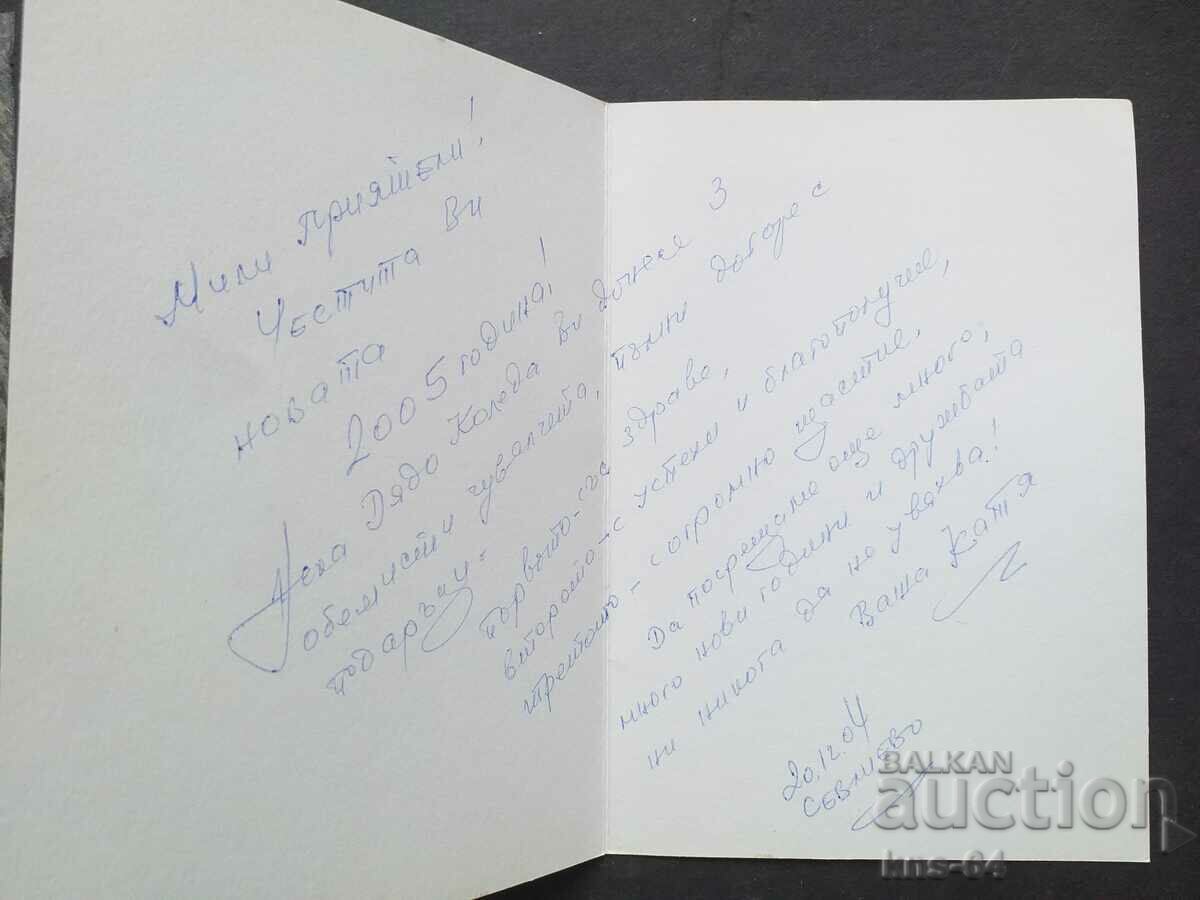 Мили приятели!
Честита Ви
новата
2005 година!
Нека Дядо Коледа Ви донесе 3
обемисти чувалчета, пълни догоре с
подаръци:
първото - със здраве,
второто - с успехи и благополучие,
третото - с огромно щастие,
Да посрещаме още много,
много нови години и дружбата
ни никога да не увяхва!
Ваша Катя
20.12.04
СЕВЛИЕВО
BALKAN
auction
kns-64